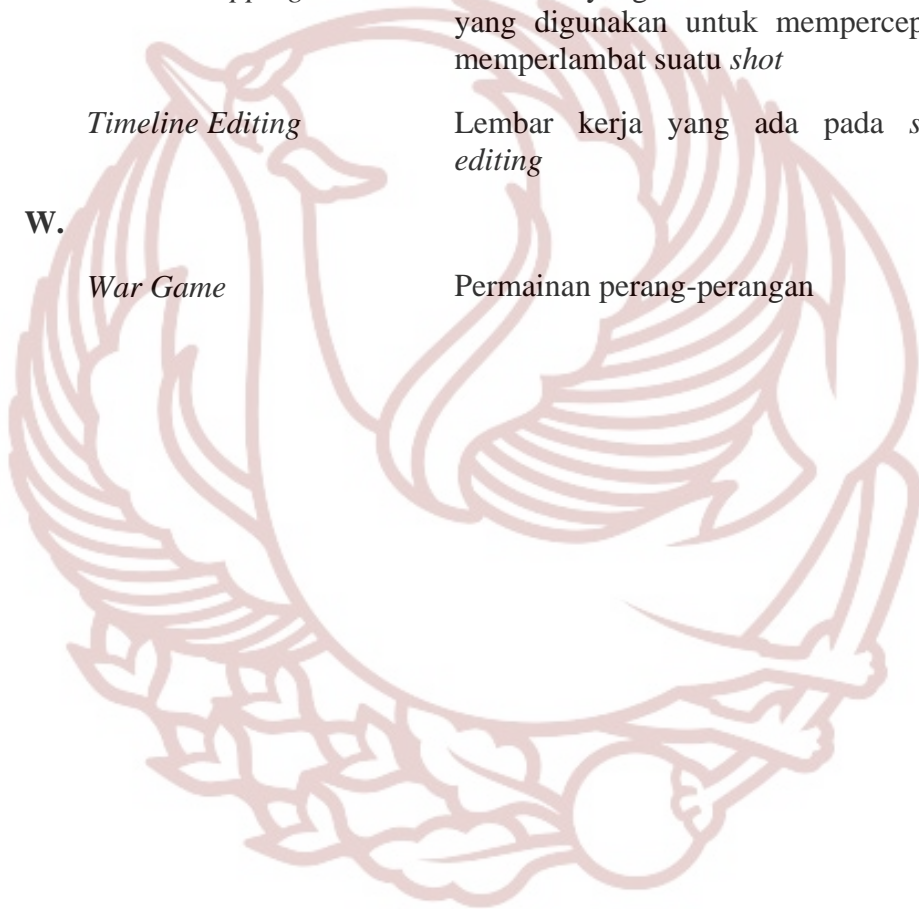 yang digunakan untuk
memperlambat suatu shot
Timeline Editing Lembar kerja yang ada pada
editing
W.
War Game Permainan perang-perangan